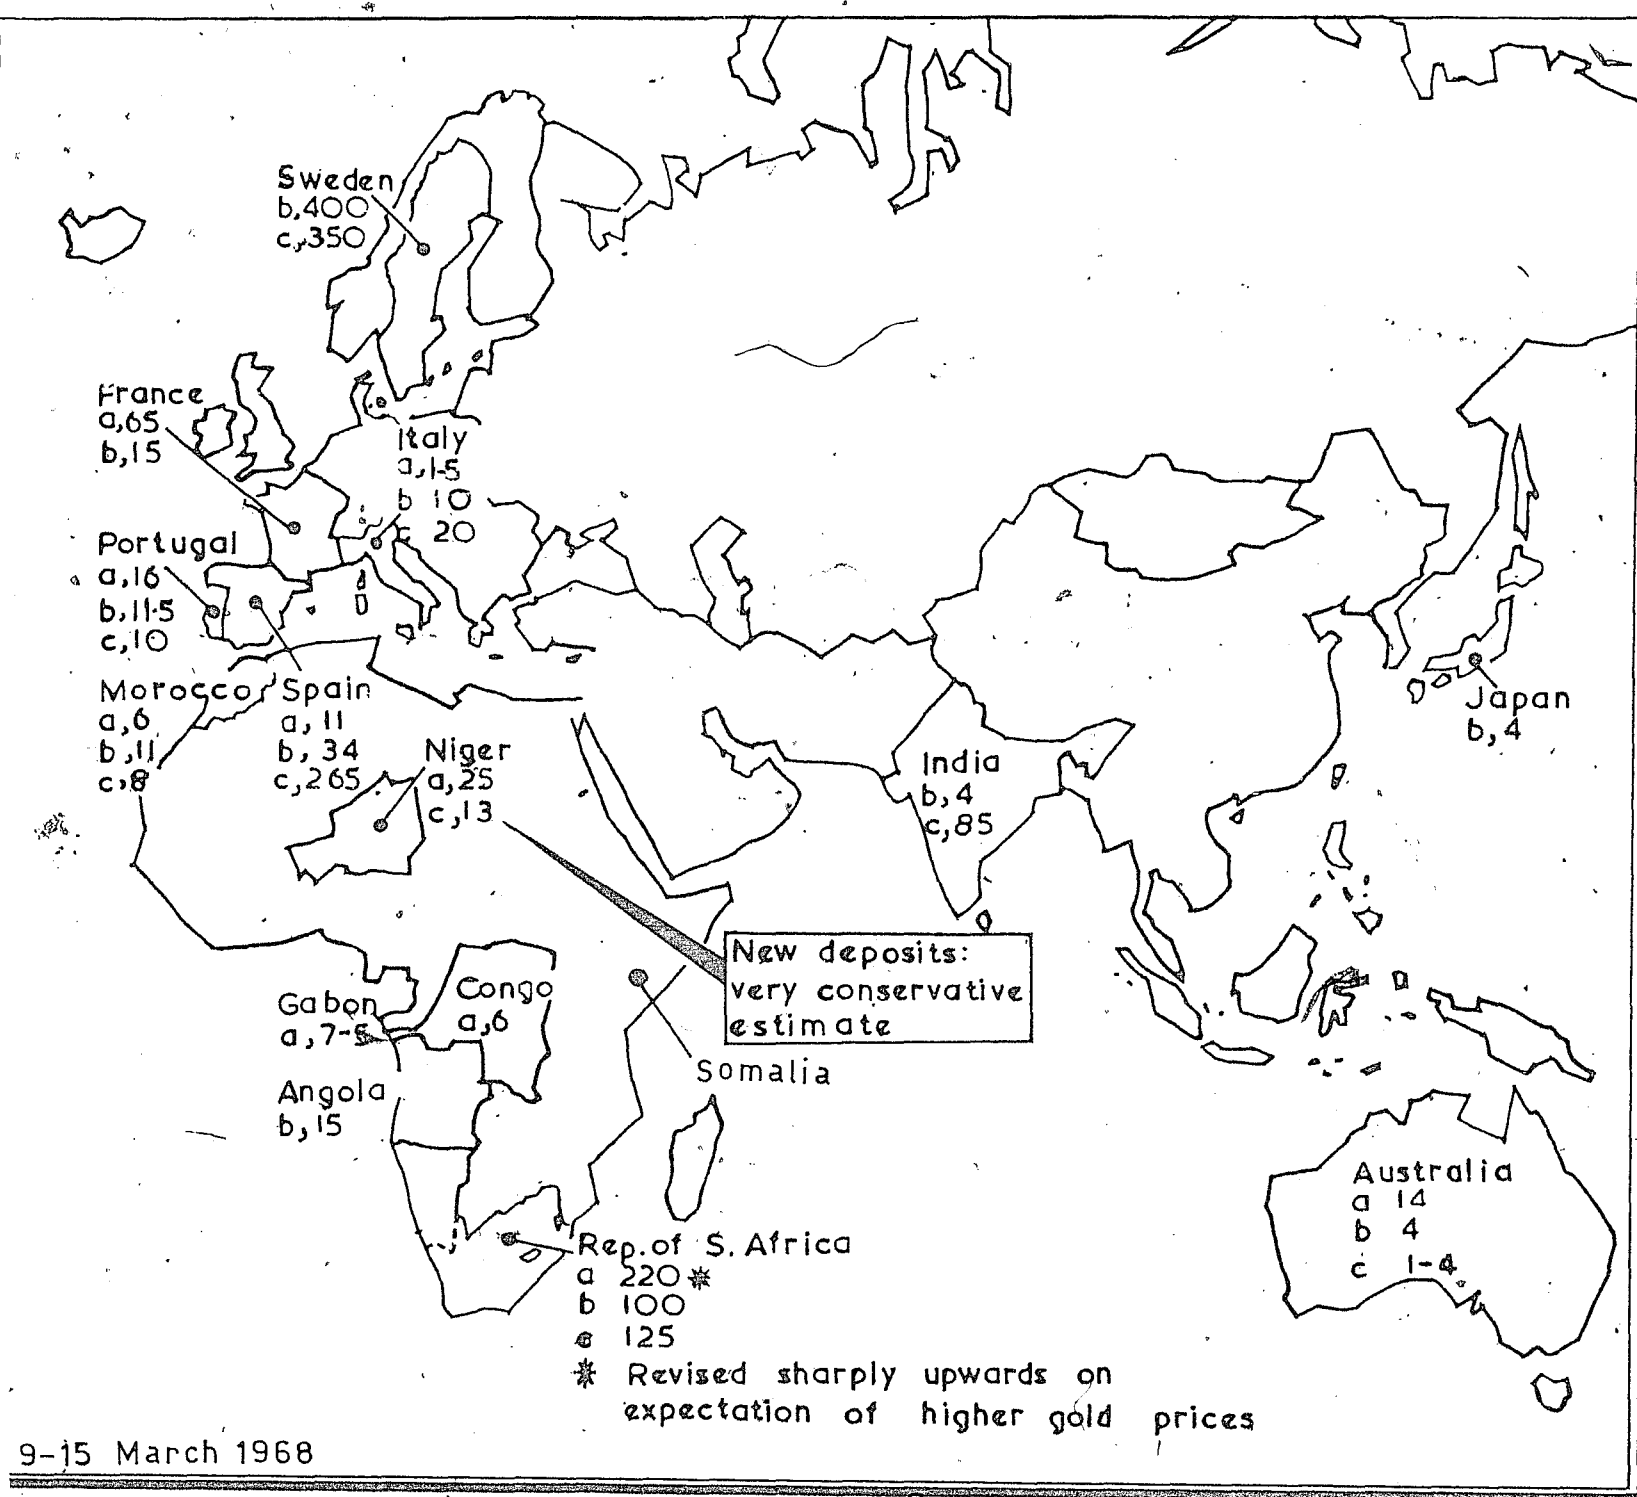 Sweden
b,400
c,350
France
a,65
b,15
Italy
a,1·5
b 10
c 20
Portugal
a,16
b,11·5
c,10
Morocco
a,6
b,11
c,8
Spain
a, 11
b, 34
c,265
Niger
a,25
c,13
India
b,4
c,85
Japan
b,4
New deposits:
very conservative
estimate
Gabon
a,7-5
Congo
a,6
Somalia
Angola
b,15
Australia
a 14
b 4
c 1-4
Rep.of S. Africa
a 220*
b 100
c 125
* Revised sharply upwards on
expectation of higher gold prices
9-15 March 1968